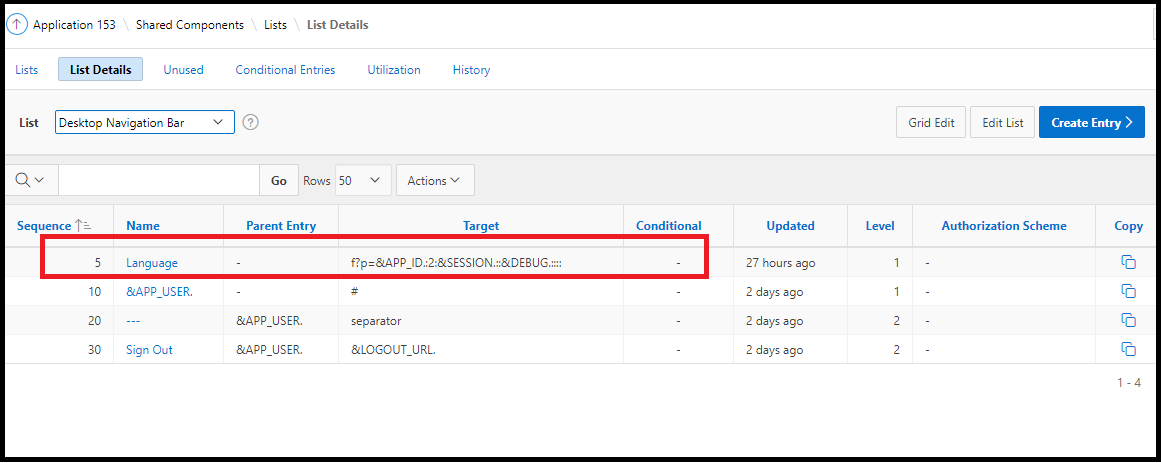 Application 153 \ Shared Components \ Lists \ List Details
Lists List Details Unused Conditional Entries Utilization History
List Desktop Navigation Bar ? Grid Edit Edit List Create Entry >
Go Rows 50 Actions
Sequence Name Parent Entry Target Conditional Updated Level Authorization Scheme Copy
5 Language - f?p=&APP_ID.:2:&SESSION.::&DEBUG.:::: - 27 hours ago 1 -
10 &APP_USER. - # - 2 days ago 1 -
20 --- &APP_USER. separator - 2 days ago 2 -
30 Sign Out &APP_USER. &LOGOUT_URL. - 2 days ago 2 -
1 - 4